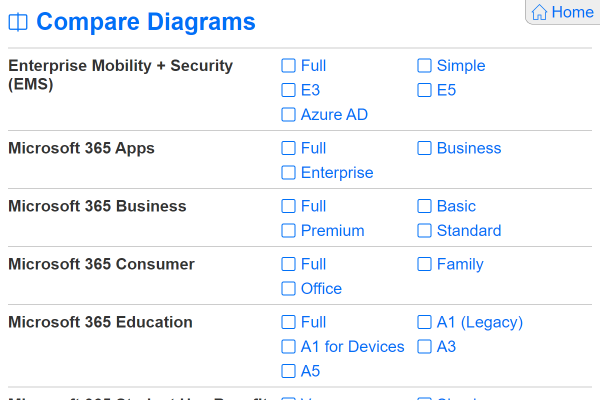 Home
Compare Diagrams
Enterprise Mobility + Security (EMS)
Full
Simple
E3
E5
Azure AD
Microsoft 365 Apps
Full
Business
Enterprise
Microsoft 365 Business
Full
Basic
Premium
Standard
Microsoft 365 Consumer
Full
Family
Office
Microsoft 365 Education
Full
A1 (Legacy)
A1 for Devices
A3
A5